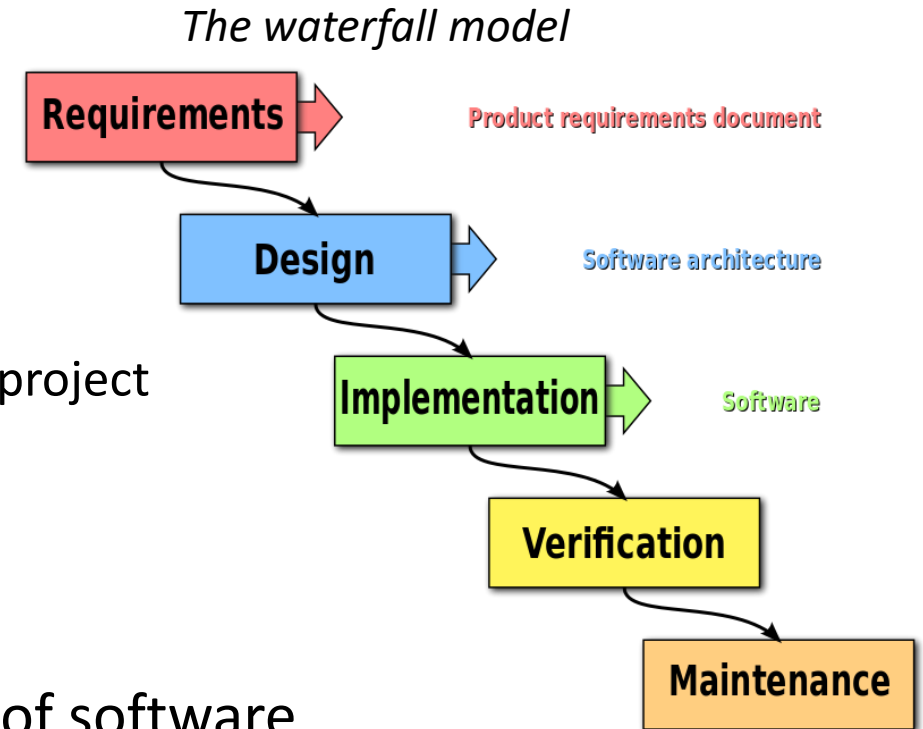 The waterfall model
Requirements
Product requirements document
Design
Software architecture
project
Implementation
Software
Verification
Maintenance
of software